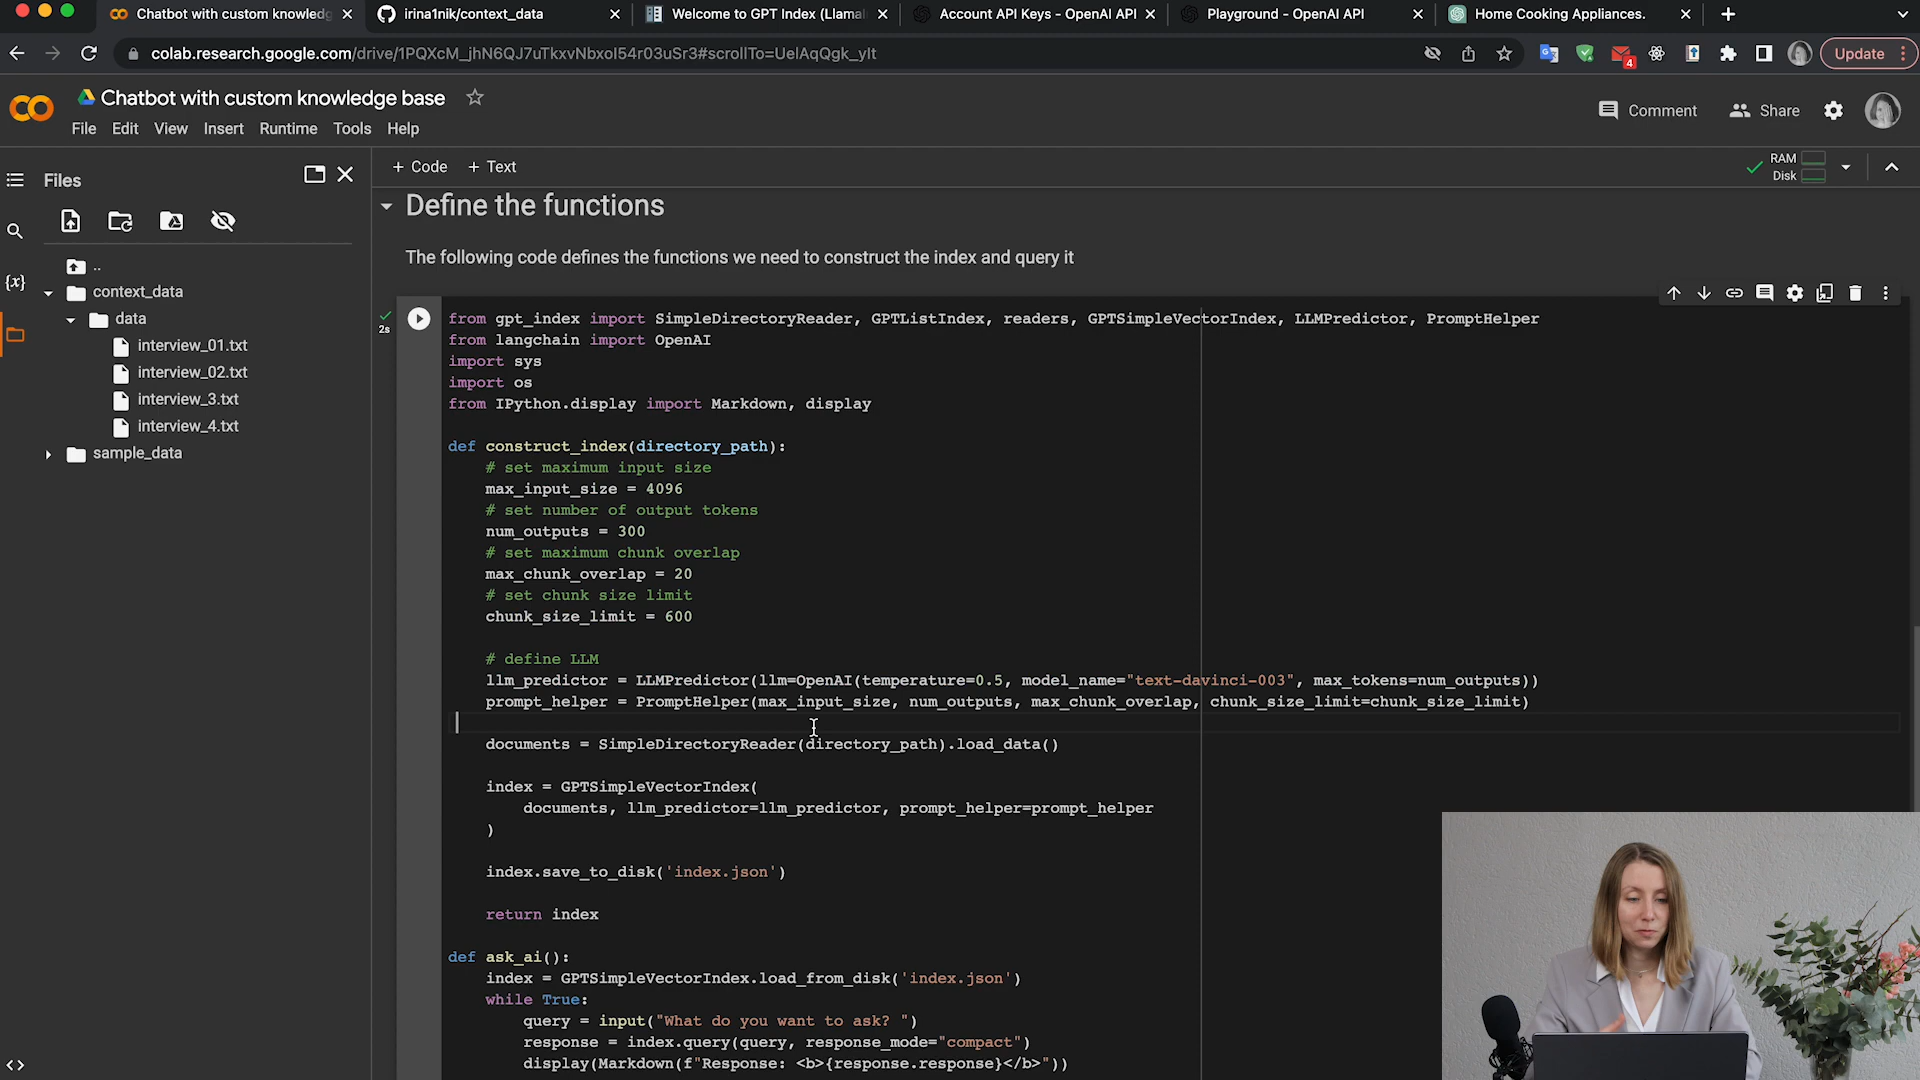 Chatbot with custom knowledg
irina1nik/context_data
Welcome to GPT Index (Llamal
Account API Keys - OpenAI API
Playground - OpenAI API
Home Cooking Appliances.
colab.research.google.com/drive/1PQXcM_jhN6QJ7uTkxvNbxol54r03uSr3#scrollTo=UelAqQgk_yIt
4
Update
Chatbot with custom knowledge base
File Edit View Insert Runtime Tools Help
Comment
Share
Files
+ Code + Text
RAM
Disk
..
context_data
data
interview_01.txt
interview_02.txt
interview_3.txt
interview_4.txt
sample_data
{x}
Define the functions
The following code defines the functions we need to construct the index and query it
2s
from gpt_index import SimpleDirectoryReader, GPTListIndex, readers, GPTSimpleVectorIndex, LLMPredictor, PromptHelper
from langchain import OpenAI
import sys
import os
from IPython.display import Markdown, display
def construct_index(directory_path):
# set maximum input size
max_input_size = 4096
# set number of output tokens
num_outputs = 300
# set maximum chunk overlap
max_chunk_overlap = 20
# set chunk size limit
chunk_size_limit = 600
# define LLM
llm_predictor = LLMPredictor(llm=OpenAI(temperature=0.5, model_name="text-davinci-003", max_tokens=num_outputs))
prompt_helper = PromptHelper(max_input_size, num_outputs, max_chunk_overlap, chunk_size_limit=chunk_size_limit)
documents = SimpleDirectoryReader(directory_path).load_data()
index = GPTSimpleVectorIndex(
documents, llm_predictor=llm_predictor, prompt_helper=prompt_helper
)
index.save_to_disk('index.json')
return index
def ask_ai():
index = GPTSimpleVectorIndex.load_from_disk('index.json')
while True:
query = input("What do you want to ask? ")
response = index.query(query, response_mode="compact")
display(Markdown(f"Response: <b>{response.response}</b>"))